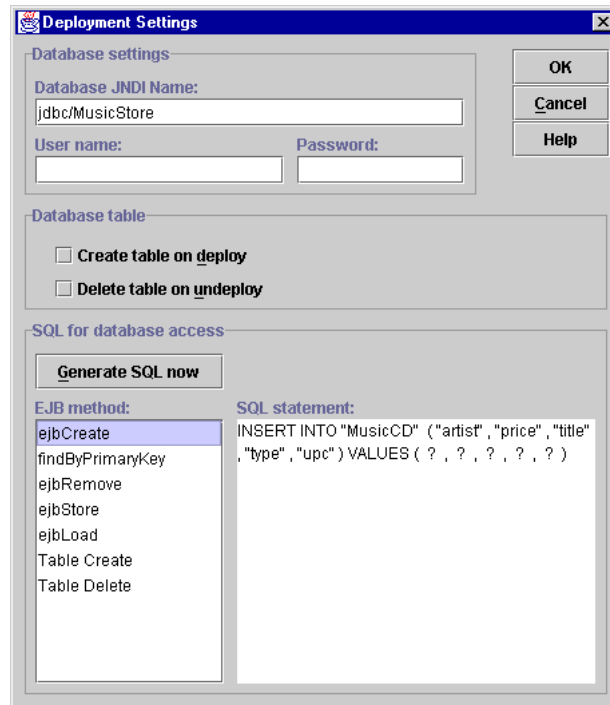 Deployment Settings
Database settings
OK
Database JNDI Name:
jdbc/MusicStore
Cancel
User name:
Password:
Help
Database table
Create table on deploy
Delete table on undeploy
SQL for database access
Generate SQL now
EJB method:
SQL statement:
ejbCreate
findByPrimaryKey
ejbRemove
ejbStore
ejbLoad
Table Create
Table Delete
INSERT INTO "MusicCD" ("artist" , "price" , "title"
, "type" , "upc" ) VALUES ( ? , ? , ? , ? , ? )